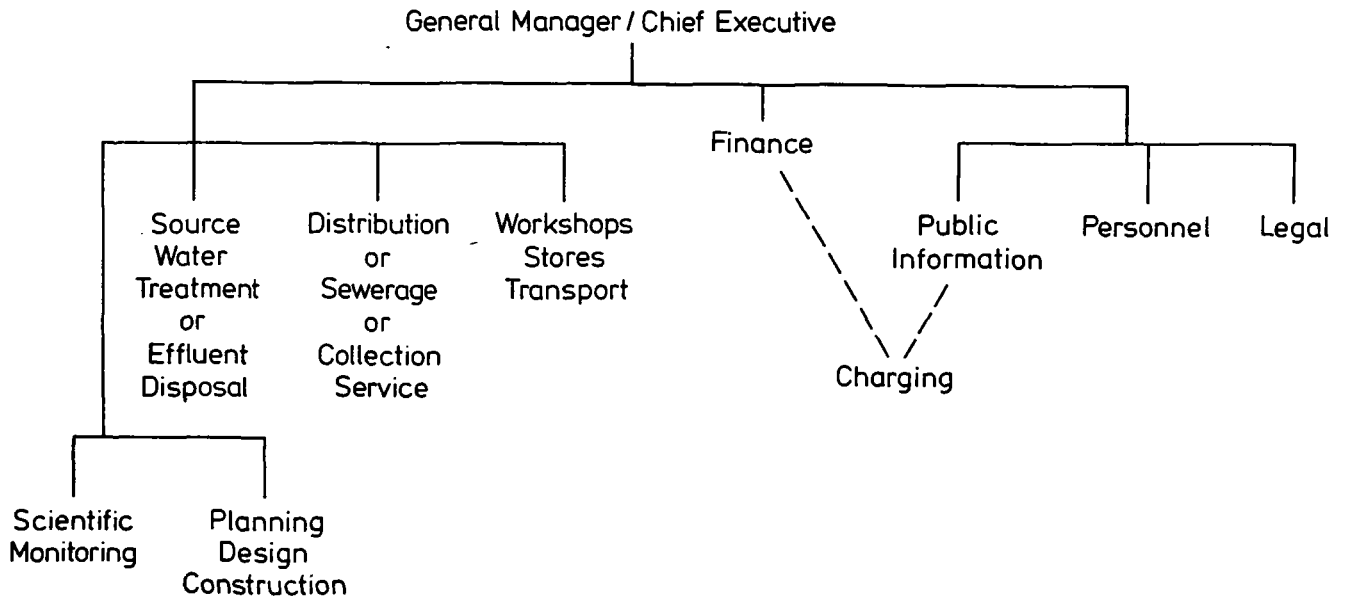 General Manager / Chief Executive
Finance
Source
Water
Treatment
or
Effluent
Disposal
Distribution
or
Sewerage
or
Collection
Service
Workshops
Stores
Transport
Public
Information
Personnel
Legal
Charging
Scientific
Monitoring
Planning
Design
Construction